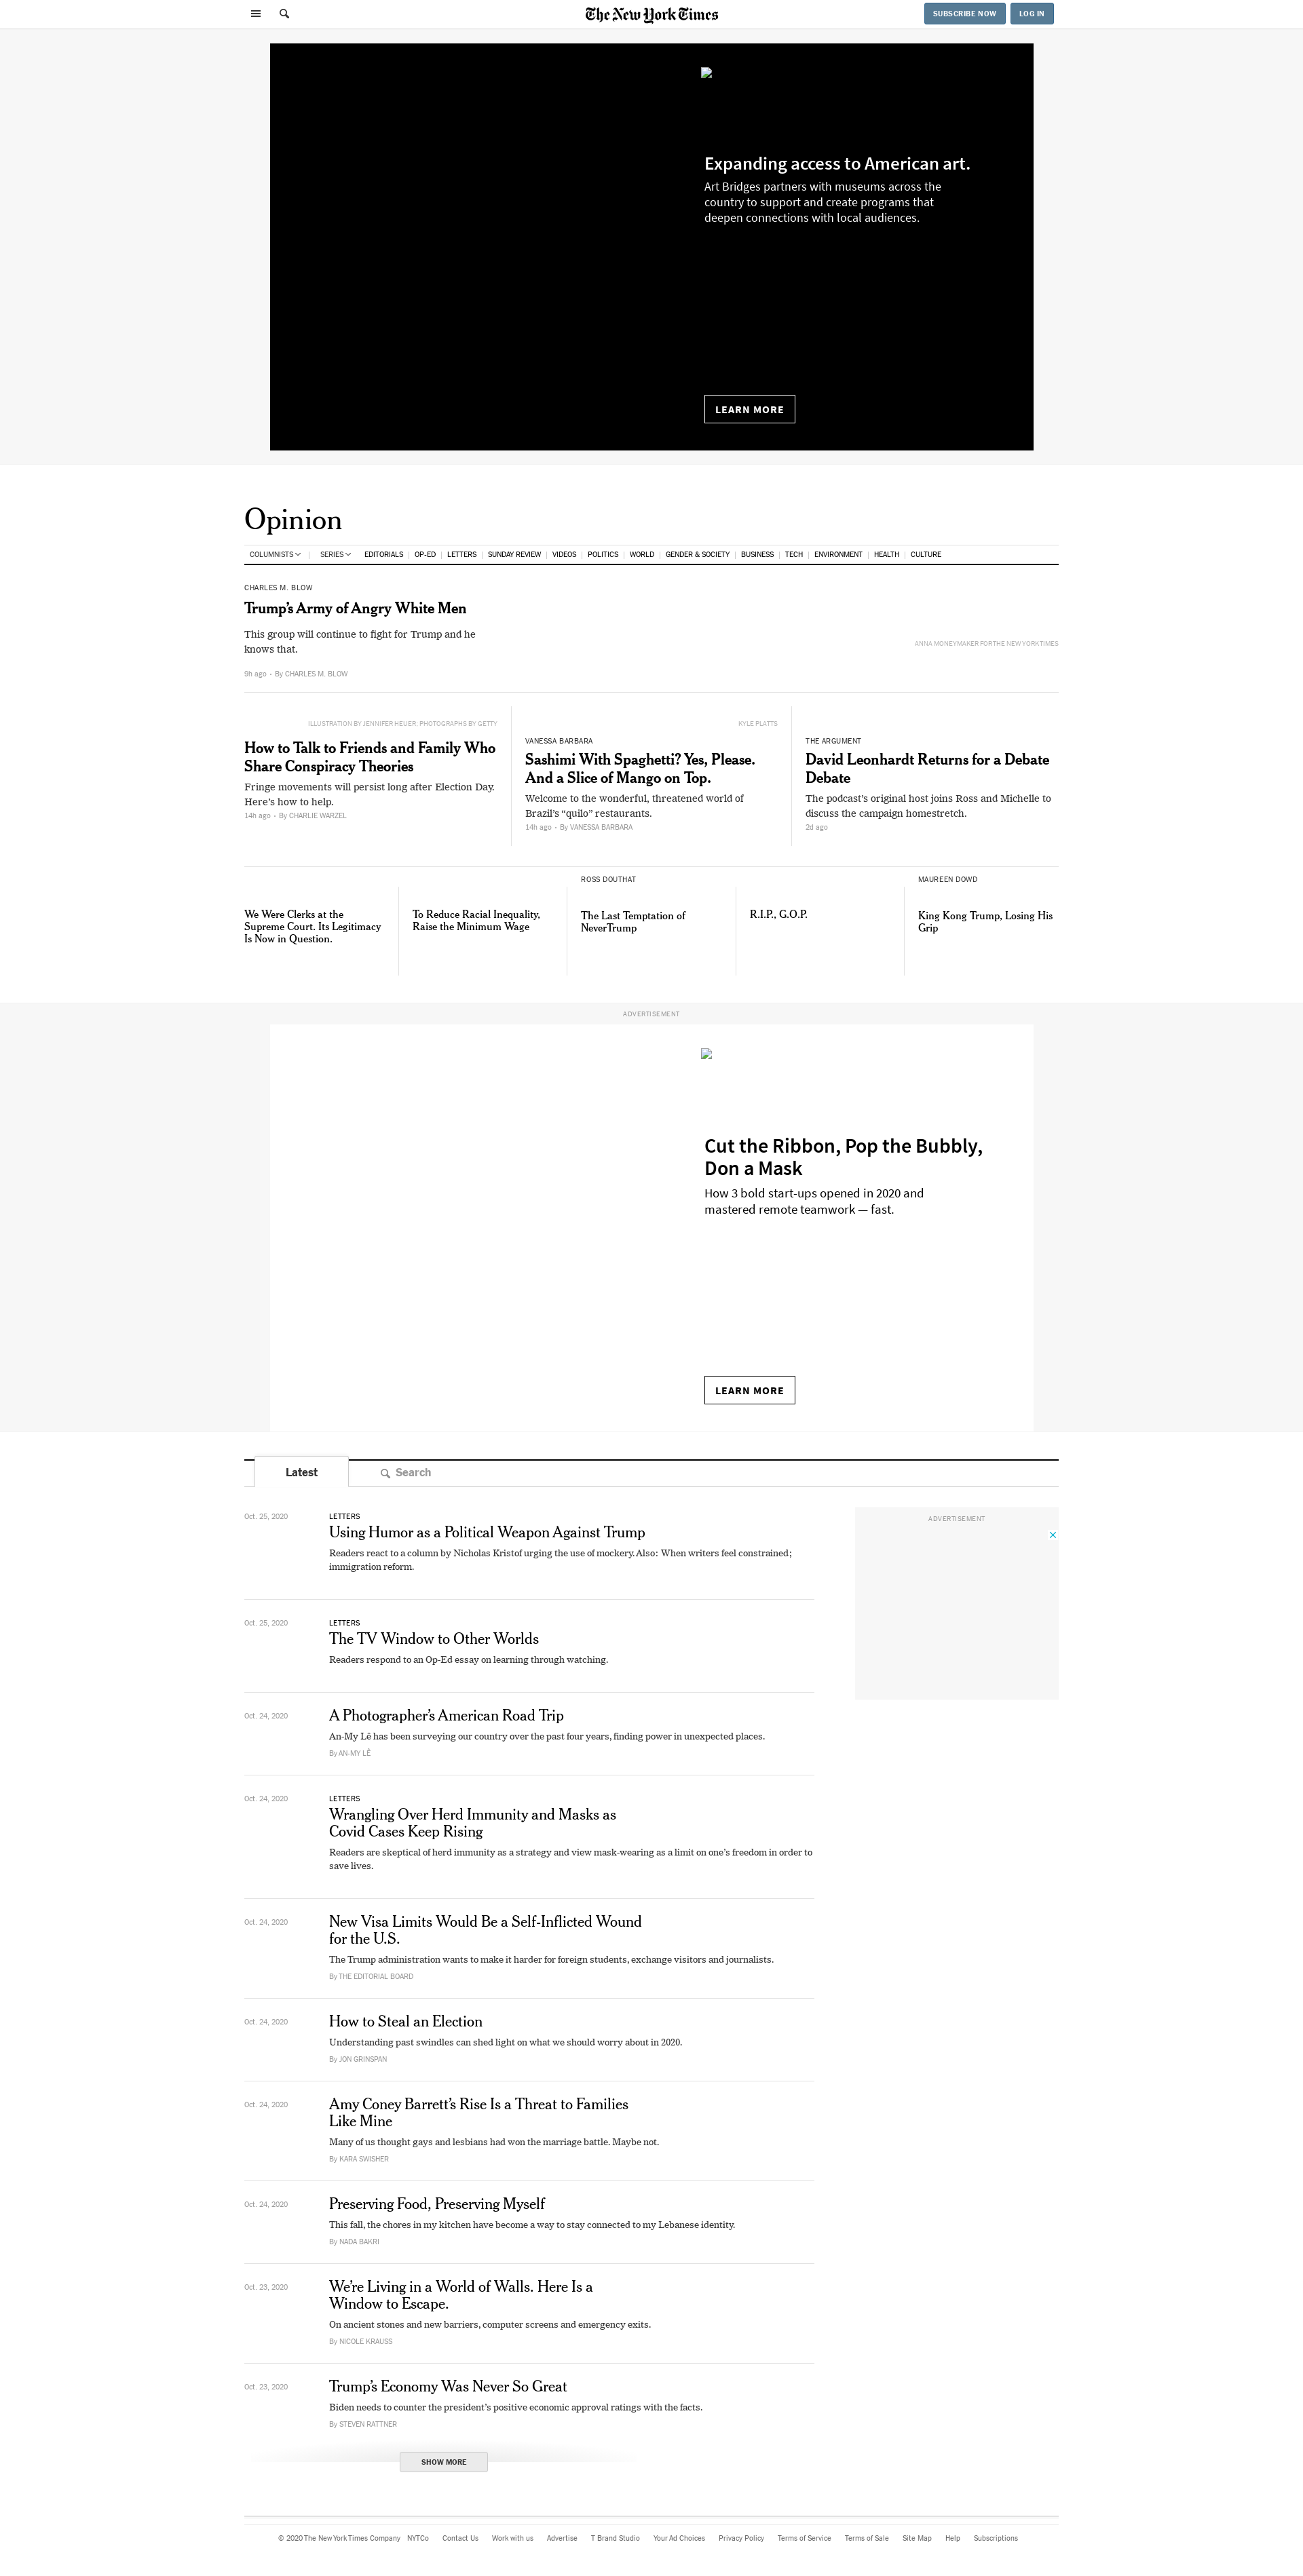 The New York Times
SUBSCRIBE NOW
LOG IN
Expanding access to American art.
Art Bridges partners with museums across the
country to support and create programs that
deepen connections with local audiences.
LEARN MORE
Opinion
COLUMNISTS | SERIES EDITORIALS | OP-ED | LETTERS | SUNDAY REVIEW | VIDEOS | POLITICS | WORLD | GENDER & SOCIETY | BUSINESS | TECH | ENVIRONMENT | HEALTH | CULTURE
CHARLES M. BLOW
Trump’s Army of Angry White Men
This group will continue to fight for Trump and he
knows that.
9h ago • By CHARLES M. BLOW
ANNA MONEYMAKER FOR THE NEW YORK TIMES
ILLUSTRATION BY JENNIFER HEUER; PHOTOGRAPHS BY GETTY
How to Talk to Friends and Family Who
Share Conspiracy Theories
Fringe movements will persist long after Election Day.
Here’s how to help.
14h ago • By CHARLIE WARZEL
KYLE PLATTS
VANESSA BARBARA
Sashimi With Spaghetti? Yes, Please.
And a Slice of Mango on Top.
Welcome to the wonderful, threatened world of
Brazil’s “quilo” restaurants.
14h ago • By VANESSA BARBARA
THE ARGUMENT
David Leonhardt Returns for a Debate
Debate
The podcast’s original host joins Ross and Michelle to
discuss the campaign homestretch.
2d ago
We Were Clerks at the
Supreme Court. Its Legitimacy
Is Now in Question.
To Reduce Racial Inequality,
Raise the Minimum Wage
ROSS DOUTHAT
The Last Temptation of
NeverTrump
R.I.P., G.O.P.
MAUREEN DOWD
King Kong Trump, Losing His
Grip
ADVERTISEMENT
Cut the Ribbon, Pop the Bubbly,
Don a Mask
How 3 bold start-ups opened in 2020 and
mastered remote teamwork — fast.
LEARN MORE
Latest
Search
ADVERTISEMENT
Oct. 25, 2020
LETTERS
Using Humor as a Political Weapon Against Trump
Readers react to a column by Nicholas Kristof urging the use of mockery. Also: When writers feel constrained;
immigration reform.
Oct. 25, 2020
LETTERS
The TV Window to Other Worlds
Readers respond to an Op-Ed essay on learning through watching.
Oct. 24, 2020
A Photographer’s American Road Trip
An-My Lê has been surveying our country over the past four years, finding power in unexpected places.
By AN-MY LÊ
Oct. 24, 2020
LETTERS
Wrangling Over Herd Immunity and Masks as
Covid Cases Keep Rising
Readers are skeptical of herd immunity as a strategy and view mask-wearing as a limit on one’s freedom in order to
save lives.
Oct. 24, 2020
New Visa Limits Would Be a Self-Inflicted Wound
for the U.S.
The Trump administration wants to make it harder for foreign students, exchange visitors and journalists.
By THE EDITORIAL BOARD
Oct. 24, 2020
How to Steal an Election
Understanding past swindles can shed light on what we should worry about in 2020.
By JON GRINSPAN
Oct. 24, 2020
Amy Coney Barrett’s Rise Is a Threat to Families
Like Mine
Many of us thought gays and lesbians had won the marriage battle. Maybe not.
By KARA SWISHER
Oct. 24, 2020
Preserving Food, Preserving Myself
This fall, the chores in my kitchen have become a way to stay connected to my Lebanese identity.
By NADA BAKRI
Oct. 23, 2020
We’re Living in a World of Walls. Here Is a
Window to Escape.
On ancient stones and new barriers, computer screens and emergency exits.
By NICOLE KRAUSS
Oct. 23, 2020
Trump’s Economy Was Never So Great
Biden needs to counter the president’s positive economic approval ratings with the facts.
By STEVEN RATTNER
SHOW MORE
© 2020 The New York Times Company NYTCo Contact Us Work with us Advertise T Brand Studio Your Ad Choices Privacy Policy Terms of Service Terms of Sale Site Map Help Subscriptions